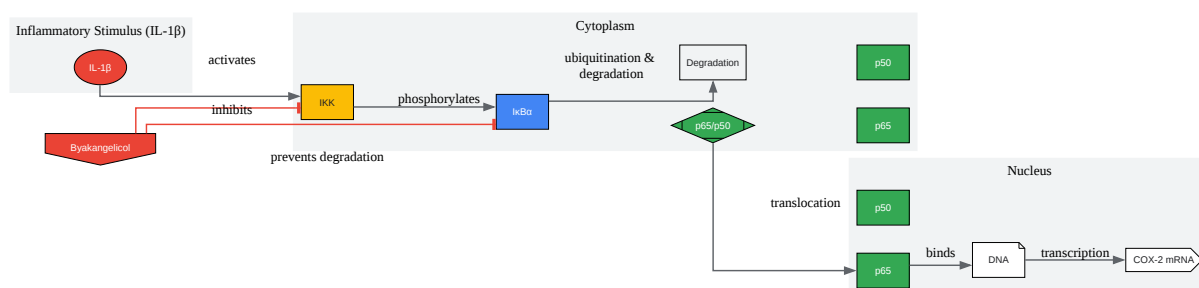 Inflammatory Stimulus (IL-1β)
IL-1β
activates
inhibits
Byakangelicol
prevents degradation
Cytoplasm
IKK
phosphorylates
IκBα
ubiquitination &
degradation
Degradation
p65/p50
p50
p65
translocation
Nucleus
p50
p65
binds
DNA
transcription
COX-2 mRNA